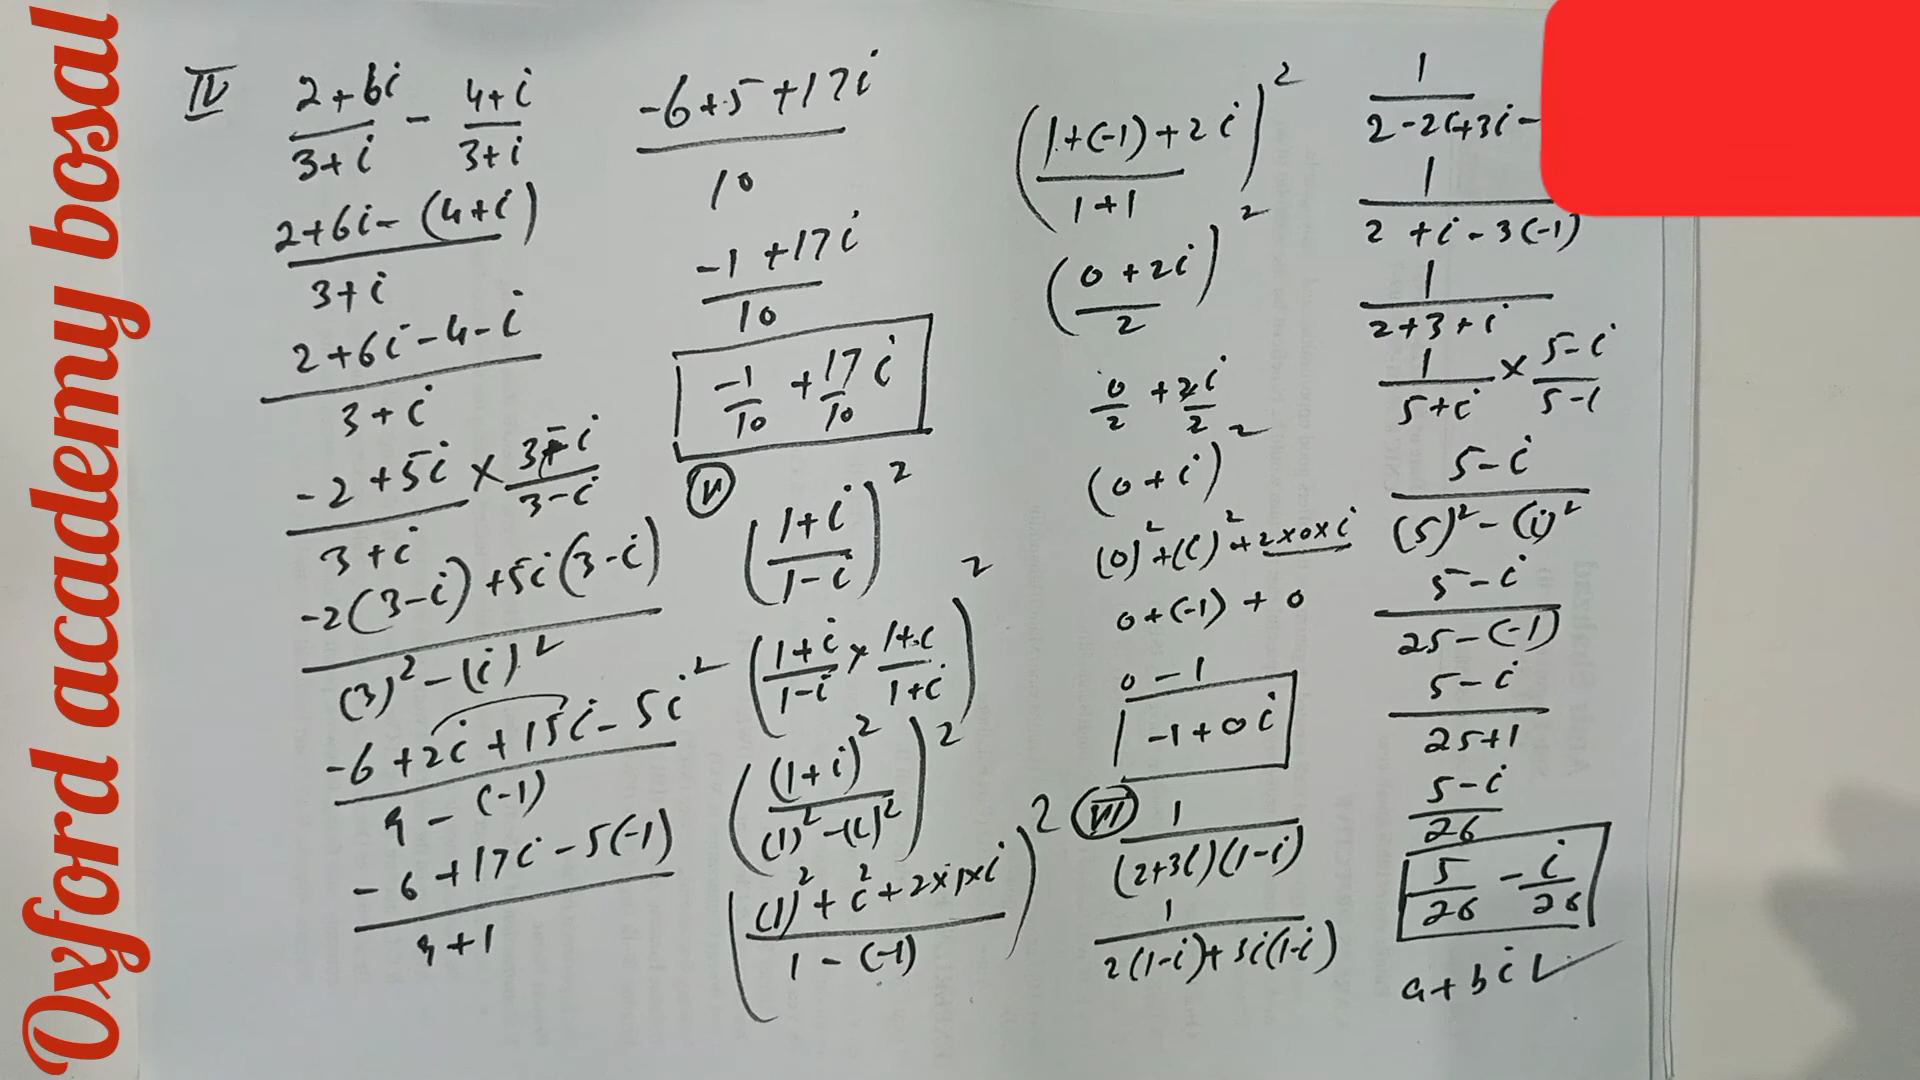 Oxford academy bosal
IV (2+6i)/(3+i) - (4+i)/(3+i)
(2+6i-(4+i))/(3+i)
(2+6i-4-i)/(3+i)
(-2+5i)/(3+i) × (3-i)/(3-i)
(-2(3-i)+5i(3-i))/((3)²-(i)²)
(-6+2i+15i-5i²)/(9-(-1))
(-6+17i-5(-1))/(9+1)
(-6+5+17i)/10
(-1+17i)/10
-1/10 + 17/10 i
V
((1+i)/(1-i))²
((1+i)/(1-i) × (1+i)/(1+i))²
((1+i)²/((1)²-(i)²))²
(((1)²+i²+2×1×i)/(1-(-1)))²
((1+(-1)+2i)/(1+1))²
((0+2i)/2)²
0/2 + 2i/2
(0+i)²
(0)²+(i)²+2×0×i
0+(-1)+0
0-1
-1+0i
VI 1/((2+3i)(1-i))
1/(2(1-i)+3i(1-i))
1/(2-2i+3i-
1/(2+i-3(-1))
1/(2+3+i)
1/(5+i) × (5-i)/(5-i)
(5-i)/((5)²-(i)²)
(5-i)/(25-(-1))
(5-i)/(25+1)
(5-i)/26
5/26 - i/26
a+bi